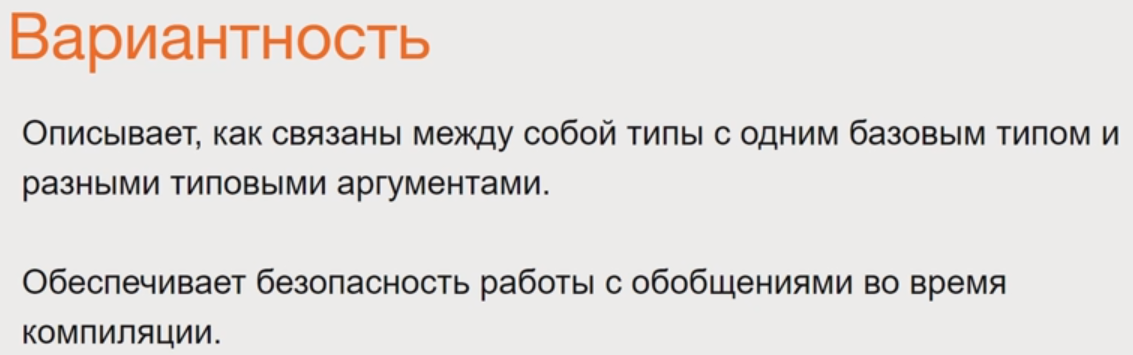 Вариантность
Описывает, как связаны между собой типы с одним базовым типом и
разными типовыми аргументами.
Обеспечивает безопасность работы с обобщениями во время
компиляции.